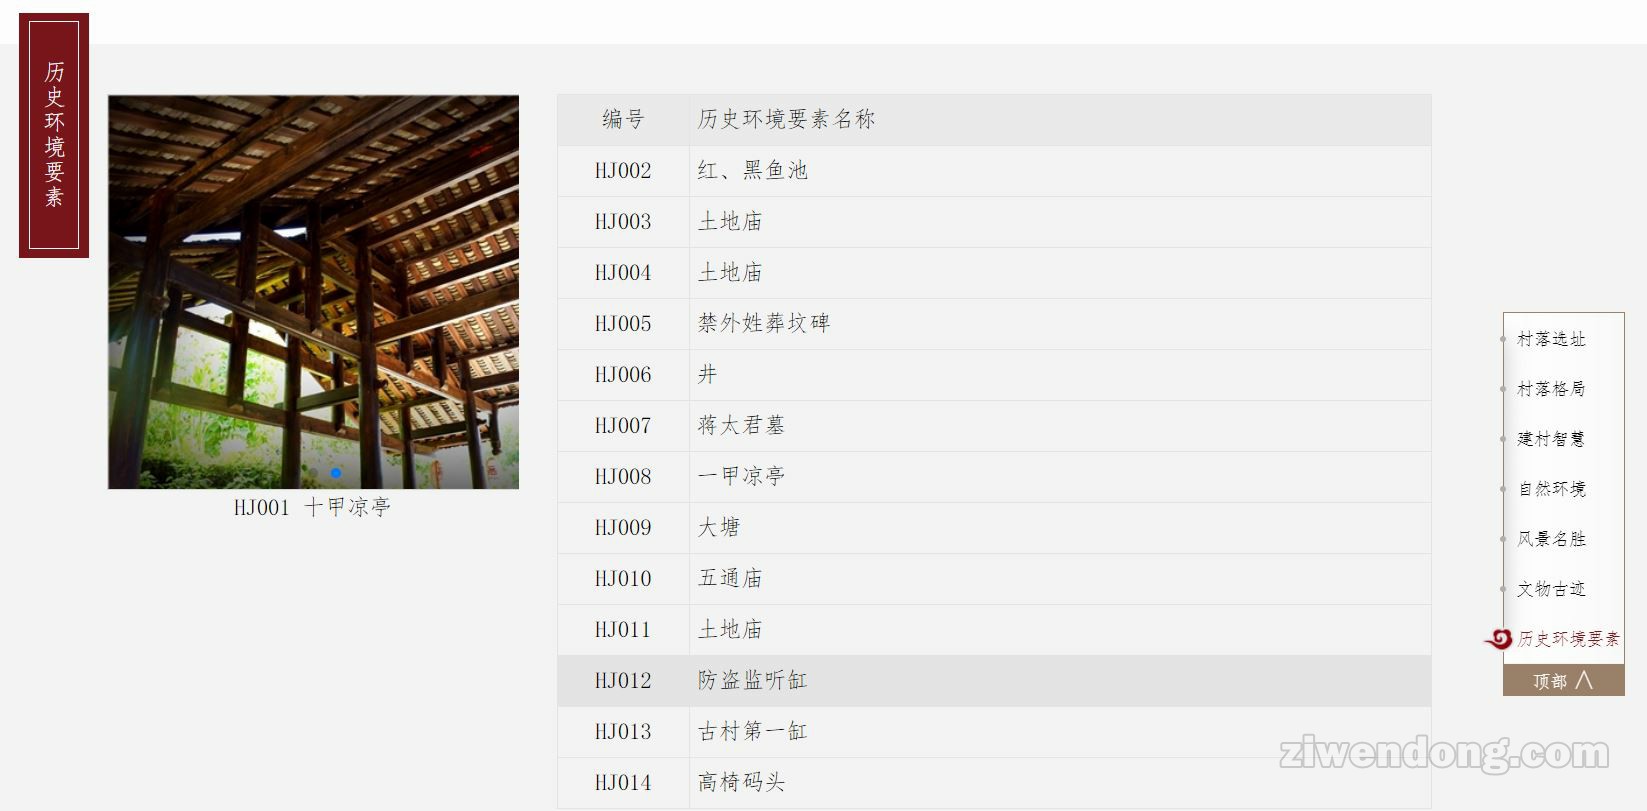 历史环境要素
HJ001 十甲凉亭
编号 历史环境要素名称
HJ002 红、黑鱼池
HJ003 土地庙
HJ004 土地庙
HJ005 禁外姓葬坟碑
HJ006 井
HJ007 蒋太君墓
HJ008 一甲凉亭
HJ009 大塘
HJ010 五通庙
HJ011 土地庙
HJ012 防盗监听缸
HJ013 古村第一缸
HJ014 高椅码头
村落选址
村落格局
建村智慧
自然环境
风景名胜
文物古迹
历史环境要素
顶部
ziwendong.com